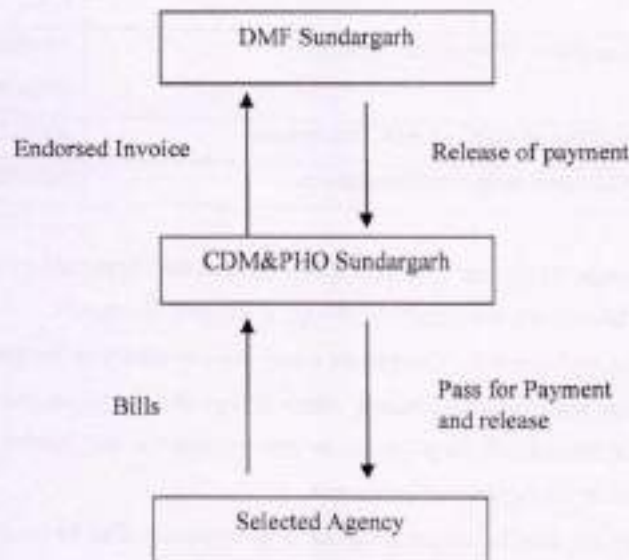 DMF Sundargarh
Endorsed Invoice
Release of payment
CDM&PHO Sundargarh
Bills
Pass for Payment
and release
Selected Agency